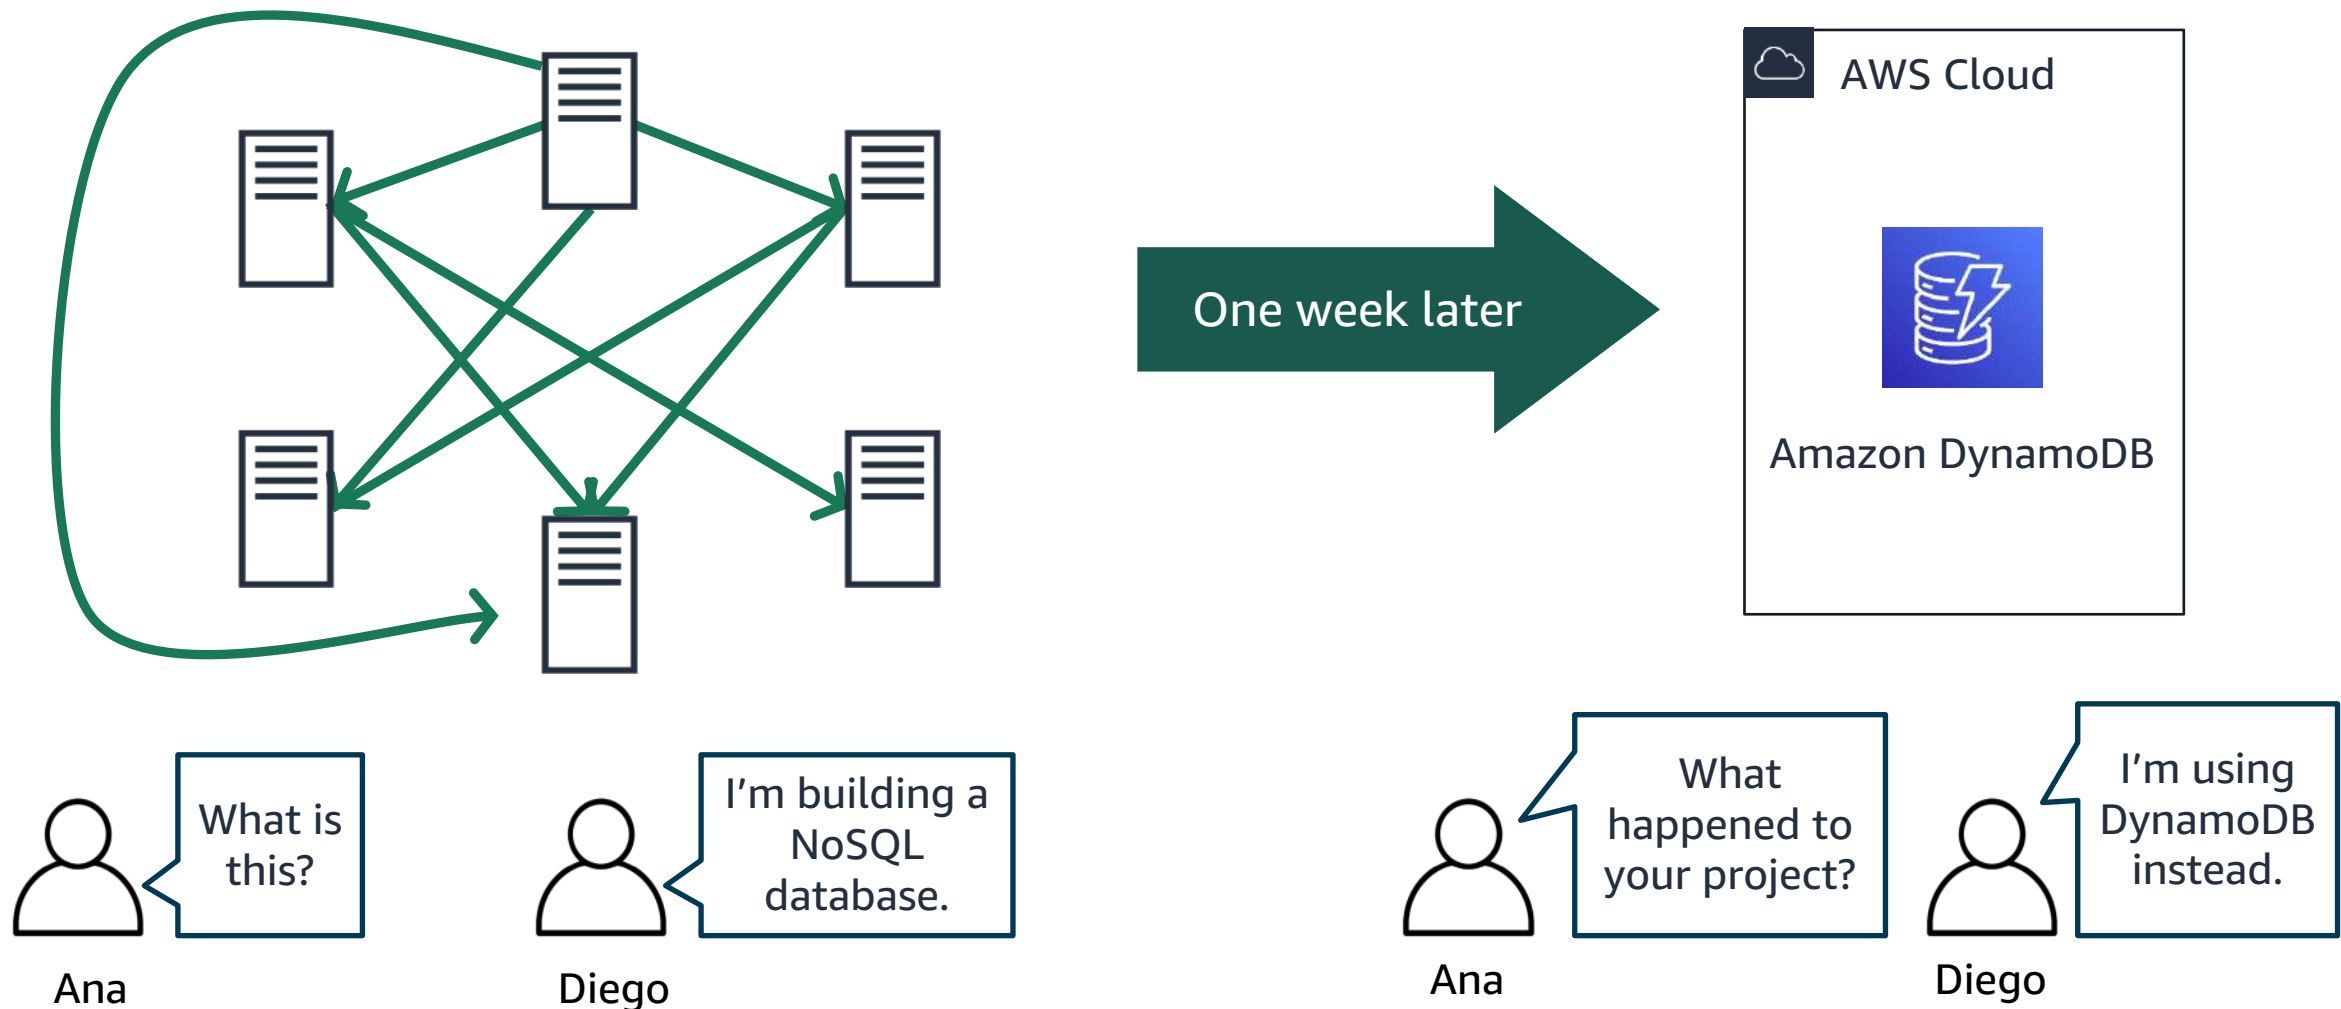 AWS Cloud
One week later
Amazon DynamoDB
What is
this?
I’m building a
NoSQL
database.
What
happened to
your project?
I’m using
DynamoDB
instead.
Ana
Diego
Ana
Diego